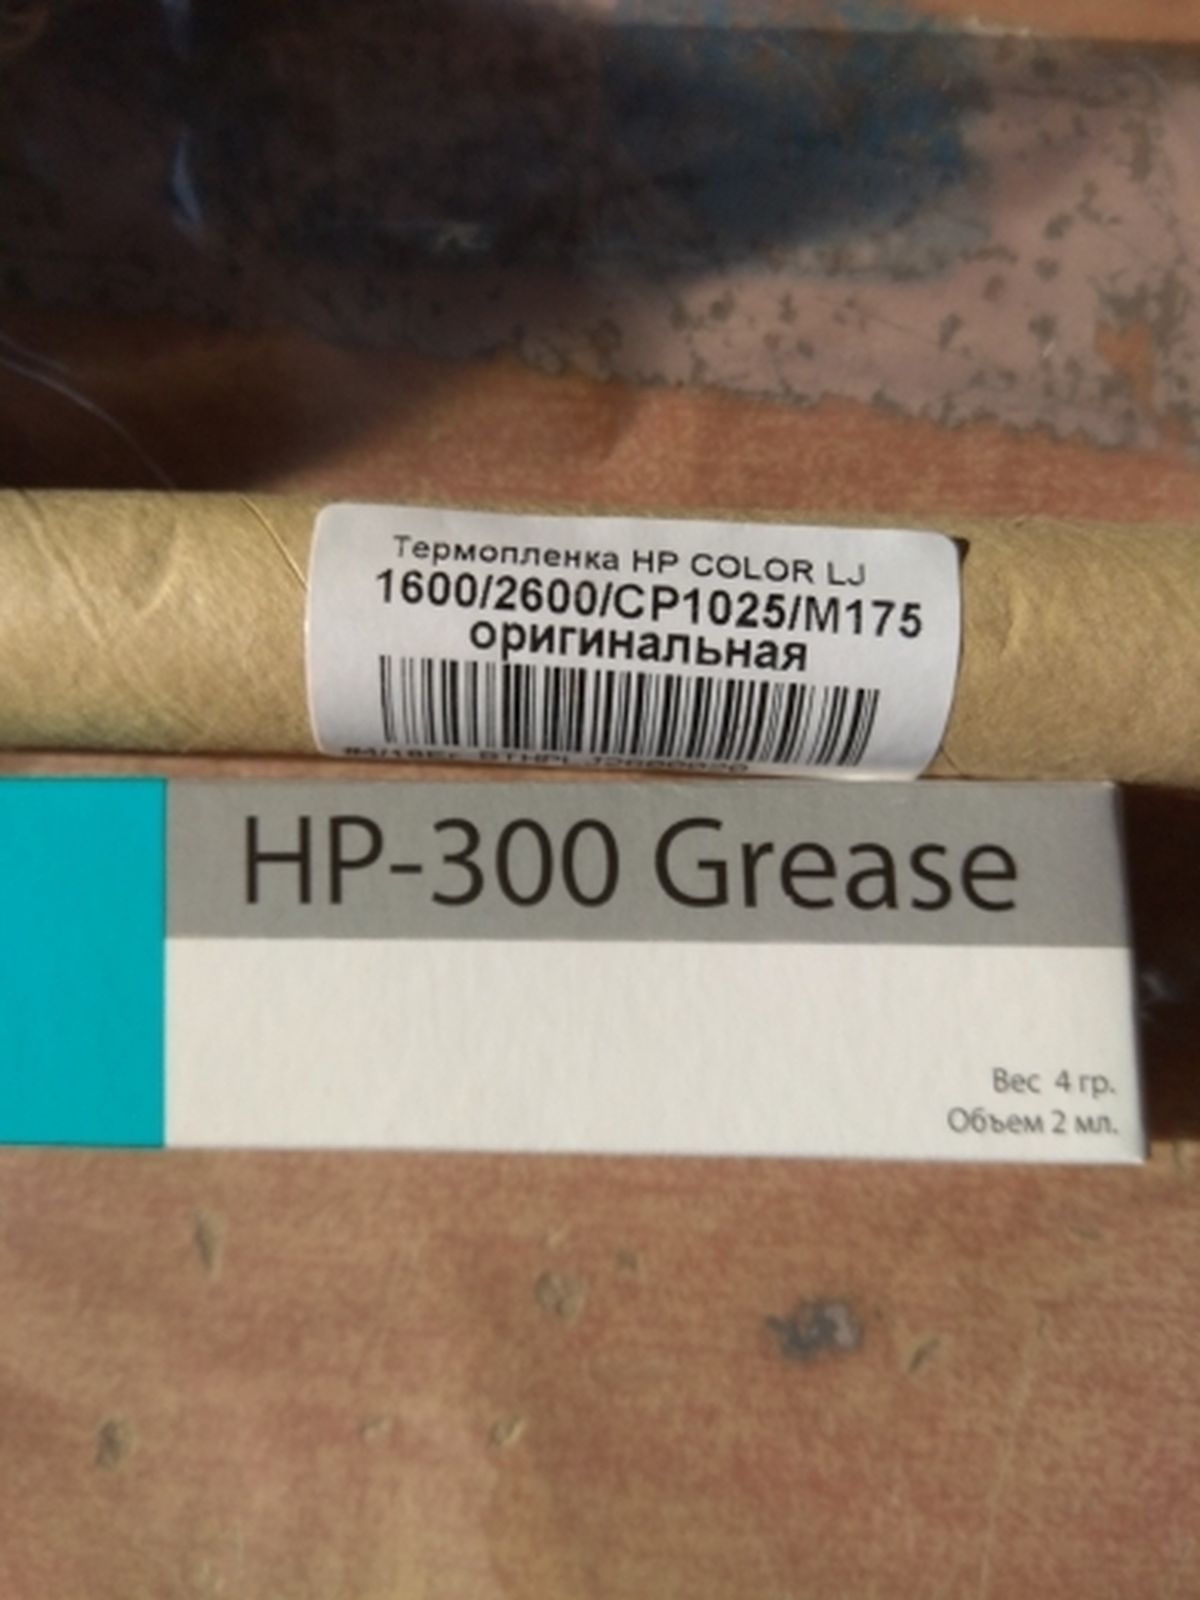 Термопленка HP COLOR LJ
1600/2600/CP1025/M175
оригинальная
HP-300 Grease
Вес 4 гр.
Объем 2 мл.